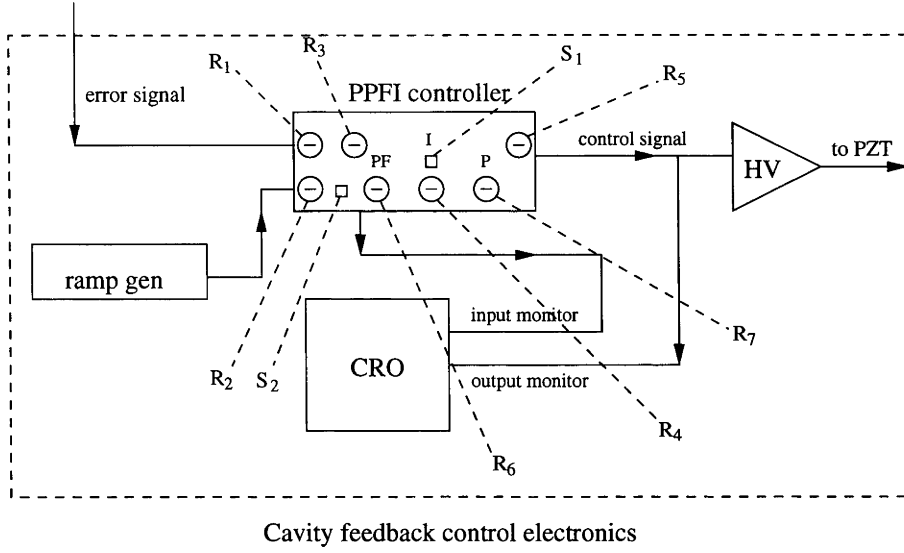 R3
S1
R1
R5
PPFI controller
error signal
control signal
I
PF
P
to PZT
HV
ramp gen
input monitor
R7
CRO
R2
S2
output monitor
R4
R6
Cavity feedback control electronics